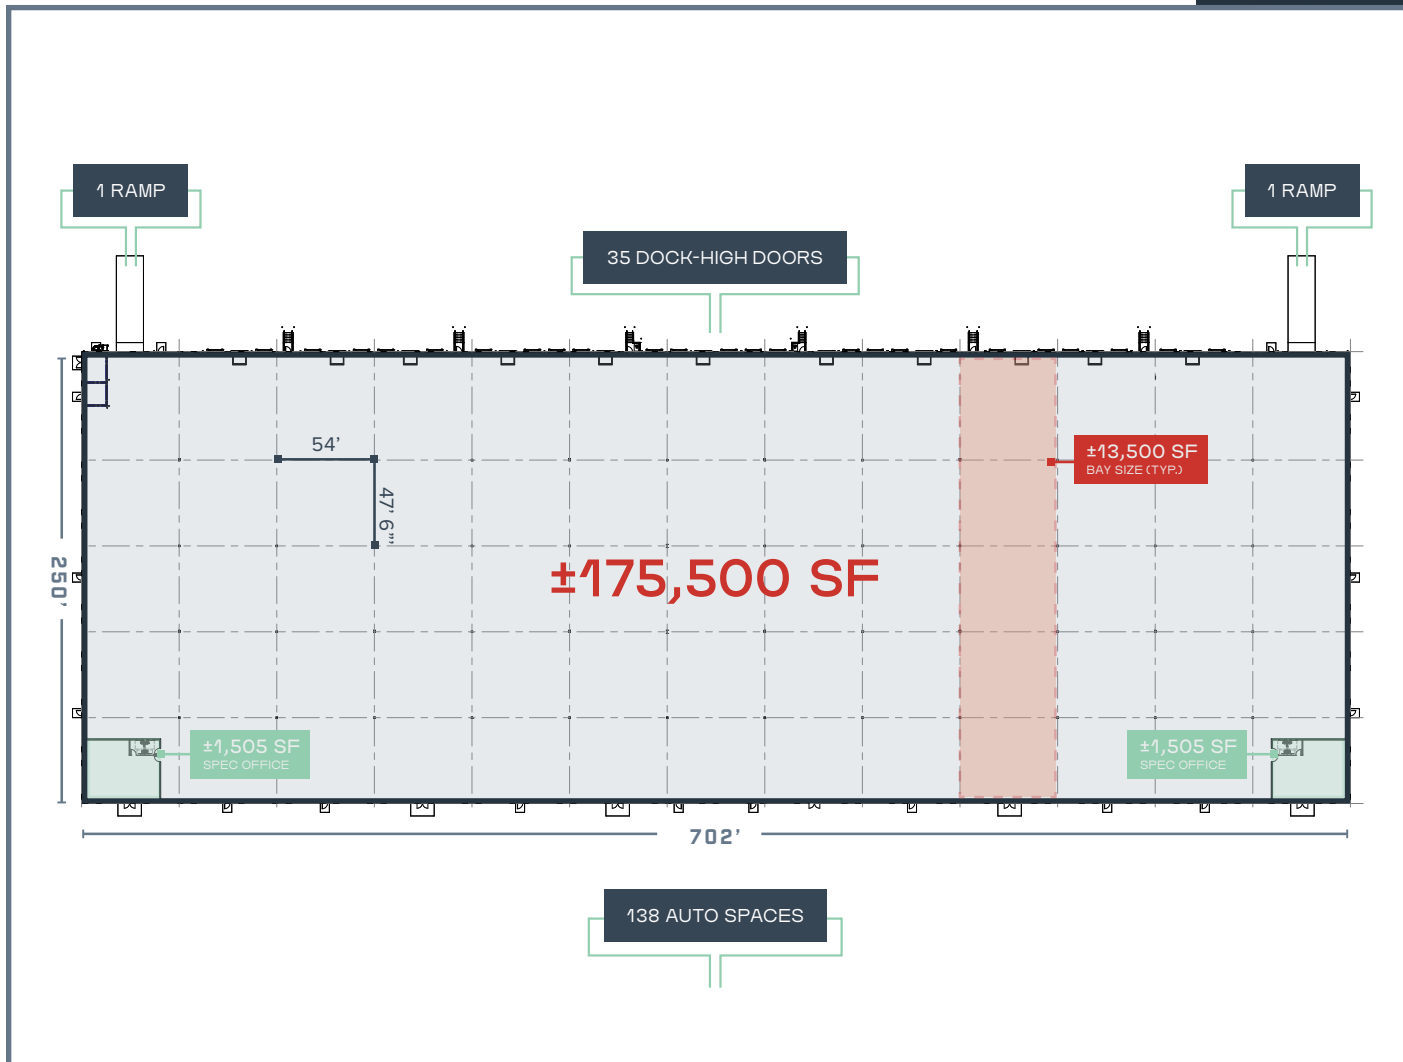 1 RAMP
1 RAMP
35 DOCK-HIGH DOORS
54’
47’ 6”’
±13,500 SF
BAY SIZE (TYP.)
250’
±175,500 SF
±1,505 SF
SPEC OFFICE
±1,505 SF
SPEC OFFICE
702’
138 AUTO SPACES